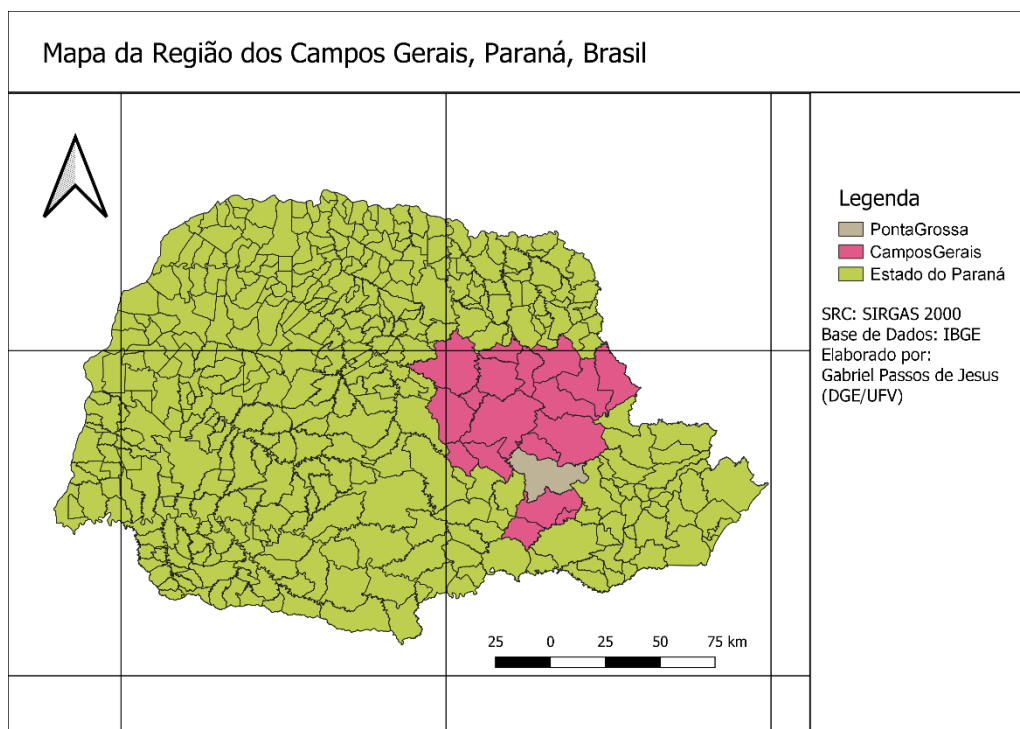 Mapa da Região dos Campos Gerais, Paraná, Brasil
Legenda
PontaGrossa
CamposGerais
Estado do Paraná
SRC: SIRGAS 2000
Base de Dados: IBGE
Elaborado por:
Gabriel Passos de Jesus
(DGE/UFV)
25 0 25 50 75 km